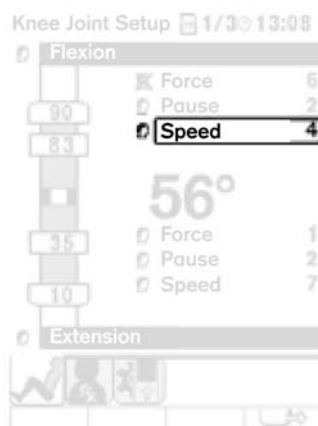 Knee Joint Setup 1/3 13:08
Flexion
Force 6
Pause 2
90
Speed 4
83
56°
Force 1
35
Pause 2
Speed 7
10
Extension